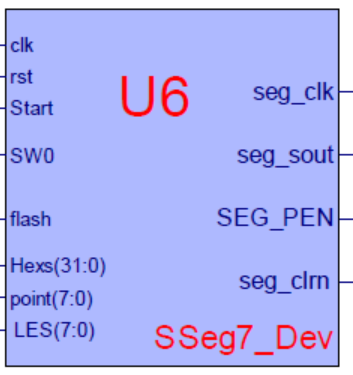 clk
rst
Start
U6
seg_clk
SW0
seg_sout
flash
SEG_PEN
Hexs(31:0)
seg_clrn
point(7:0)
LES(7:0)
SSeg7_Dev